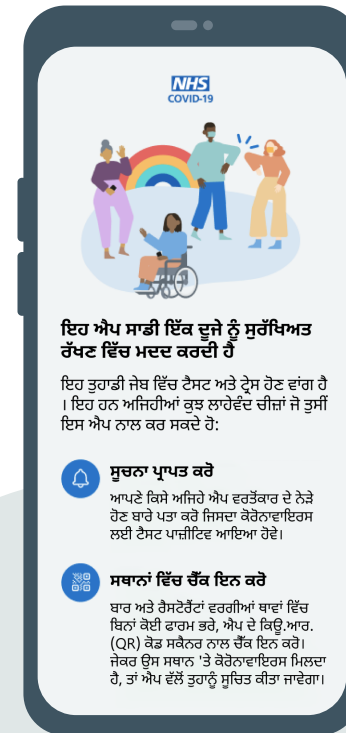 NHS
COVID-19
ਇਹ ਐਪ ਸਾਡੀ ਇੱਕ ਦੂਜੇ ਨੂੰ ਸੁਰੱਖਿਅਤ
ਰੱਖਣ ਵਿੱਚ ਮਦਦ ਕਰਦੀ ਹੈ
ਇਹ ਤੁਹਾਡੀ ਜੇਬ ਵਿੱਚ ਟੈਸਟ ਅਤੇ ਟ੍ਰੇਸ ਹੋਣ ਵਾਂਗ ਹੈ
। ਇਹ ਹਨ ਅਜਿਹੀਆਂ ਕੁਝ ਲਾਹੇਵੰਦ ਚੀਜ਼ਾਂ ਜੋ ਤੁਸੀਂ
ਇਸ ਐਪ ਨਾਲ ਕਰ ਸਕਦੇ ਹੋ:
ਸੂਚਨਾ ਪ੍ਰਾਪਤ ਕਰੋ
ਆਪਣੇ ਕਿਸੇ ਅਜਿਹੇ ਐਪ ਵਰਤੋਂਕਾਰ ਦੇ ਨੇੜੇ
ਹੋਣ ਬਾਰੇ ਪਤਾ ਕਰੋ ਜਿਸਦਾ ਕੋਰੋਨਾਵਾਇਰਸ
ਲਈ ਟੈਸਟ ਪਾਜ਼ੀਟਿਵ ਆਇਆ ਹੋਵੇ।
ਸਥਾਨਾਂ ਵਿੱਚ ਚੈੱਕ ਇਨ ਕਰੋ
ਬਾਰ ਅਤੇ ਰੈਸਟੋਰੈਂਟਾਂ ਵਰਗੀਆਂ ਥਾਵਾਂ ਵਿੱਚ
ਬਿਨਾਂ ਕੋਈ ਫਾਰਮ ਭਰੇ, ਐਪ ਦੇ ਕਿਊ.ਆਰ.
(QR) ਕੋਡ ਸਕੈਨਰ ਨਾਲ ਚੈੱਕ ਇਨ ਕਰੋ।
ਜੇਕਰ ਉਸ ਸਥਾਨ 'ਤੇ ਕੋਰੋਨਾਵਾਇਰਸ ਮਿਲਦਾ
ਹੈ, ਤਾਂ ਐਪ ਵੱਲੋਂ ਤੁਹਾਨੂੰ ਸੂਚਿਤ ਕੀਤਾ ਜਾਵੇਗਾ।